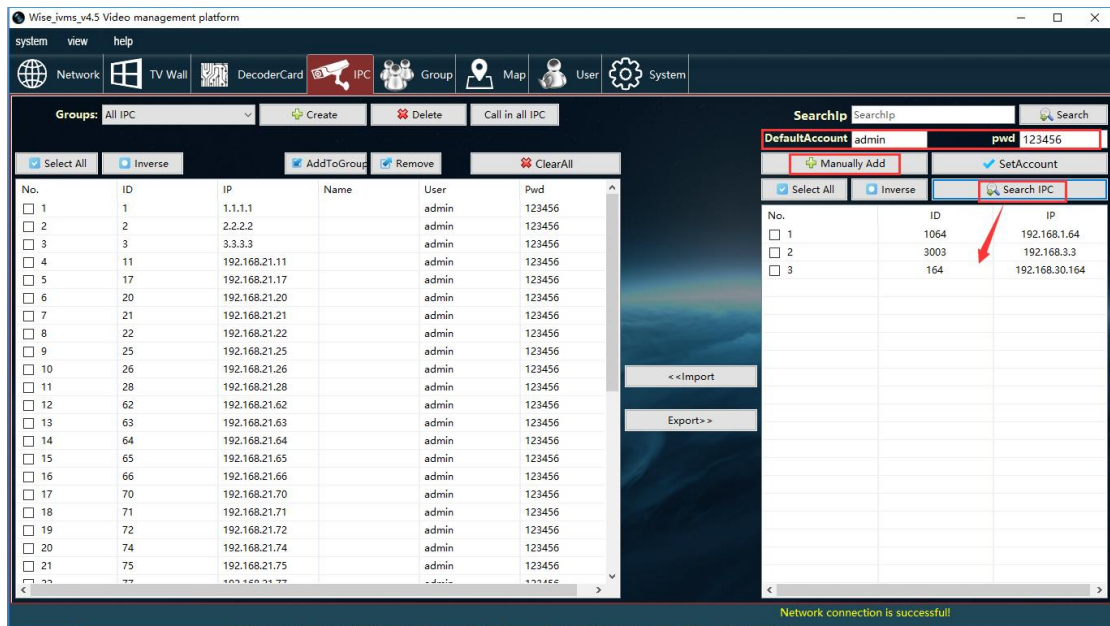 Wise_ivms_v4.5 Video management platform
system view help
Network TV Wall DecoderCard IPC Group Map User System
Groups: All IPC Create Delete Call in all IPC SearchIp SearchIp Search
DefaultAccount admin pwd 123456
Select All Inverse AddToGroup Remove ClearAll Manually Add SetAccount
Select All Inverse Search IPC
No. ID IP Name User Pwd
1 1 1.1.1.1 admin 123456
2 2 2.2.2.2 admin 123456
3 3 3.3.3.3 admin 123456
4 11 192.168.21.11 admin 123456
5 17 192.168.21.17 admin 123456
6 20 192.168.21.20 admin 123456
7 21 192.168.21.21 admin 123456
8 22 192.168.21.22 admin 123456
9 25 192.168.21.25 admin 123456
10 26 192.168.21.26 admin 123456
11 28 192.168.21.28 admin 123456
12 62 192.168.21.62 admin 123456
13 63 192.168.21.63 admin 123456
14 64 192.168.21.64 admin 123456
15 65 192.168.21.65 admin 123456
16 66 192.168.21.66 admin 123456
17 70 192.168.21.70 admin 123456
18 71 192.168.21.71 admin 123456
19 72 192.168.21.72 admin 123456
20 74 192.168.21.74 admin 123456
21 75 192.168.21.75 admin 123456
22 77 192.168.21.77 admin 123456
<<Import
Export>>
No. ID IP
1 1064 192.168.1.64
2 3003 192.168.3.3
3 164 192.168.30.164
Network connection is successful!